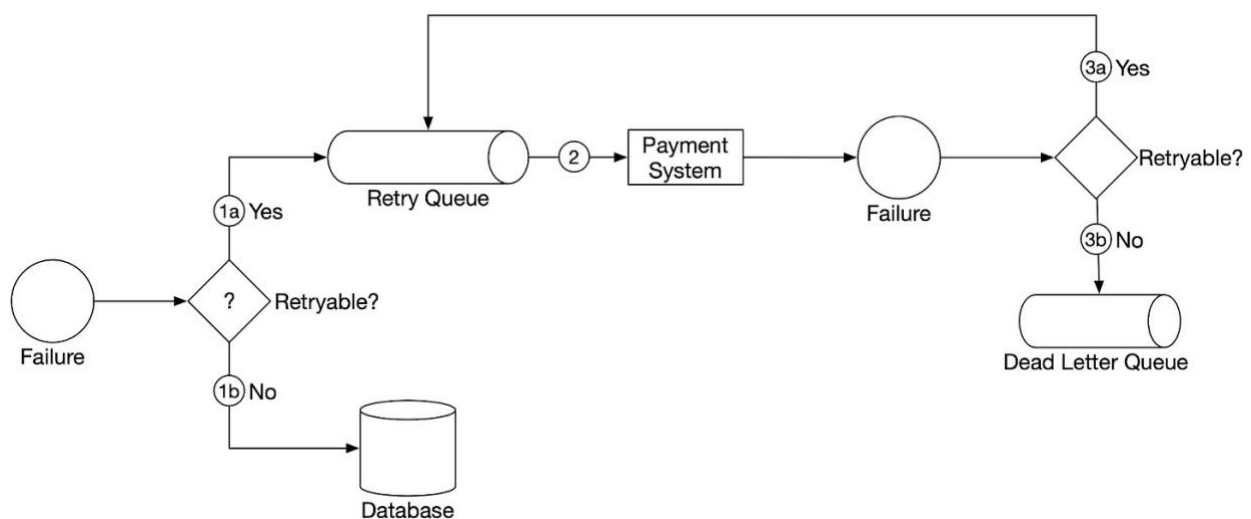 3a Yes
2
Payment
System
Retryable?
Retry Queue
Failure
1a Yes
3b No
?
Retryable?
Failure
Dead Letter Queue
1b No
Database